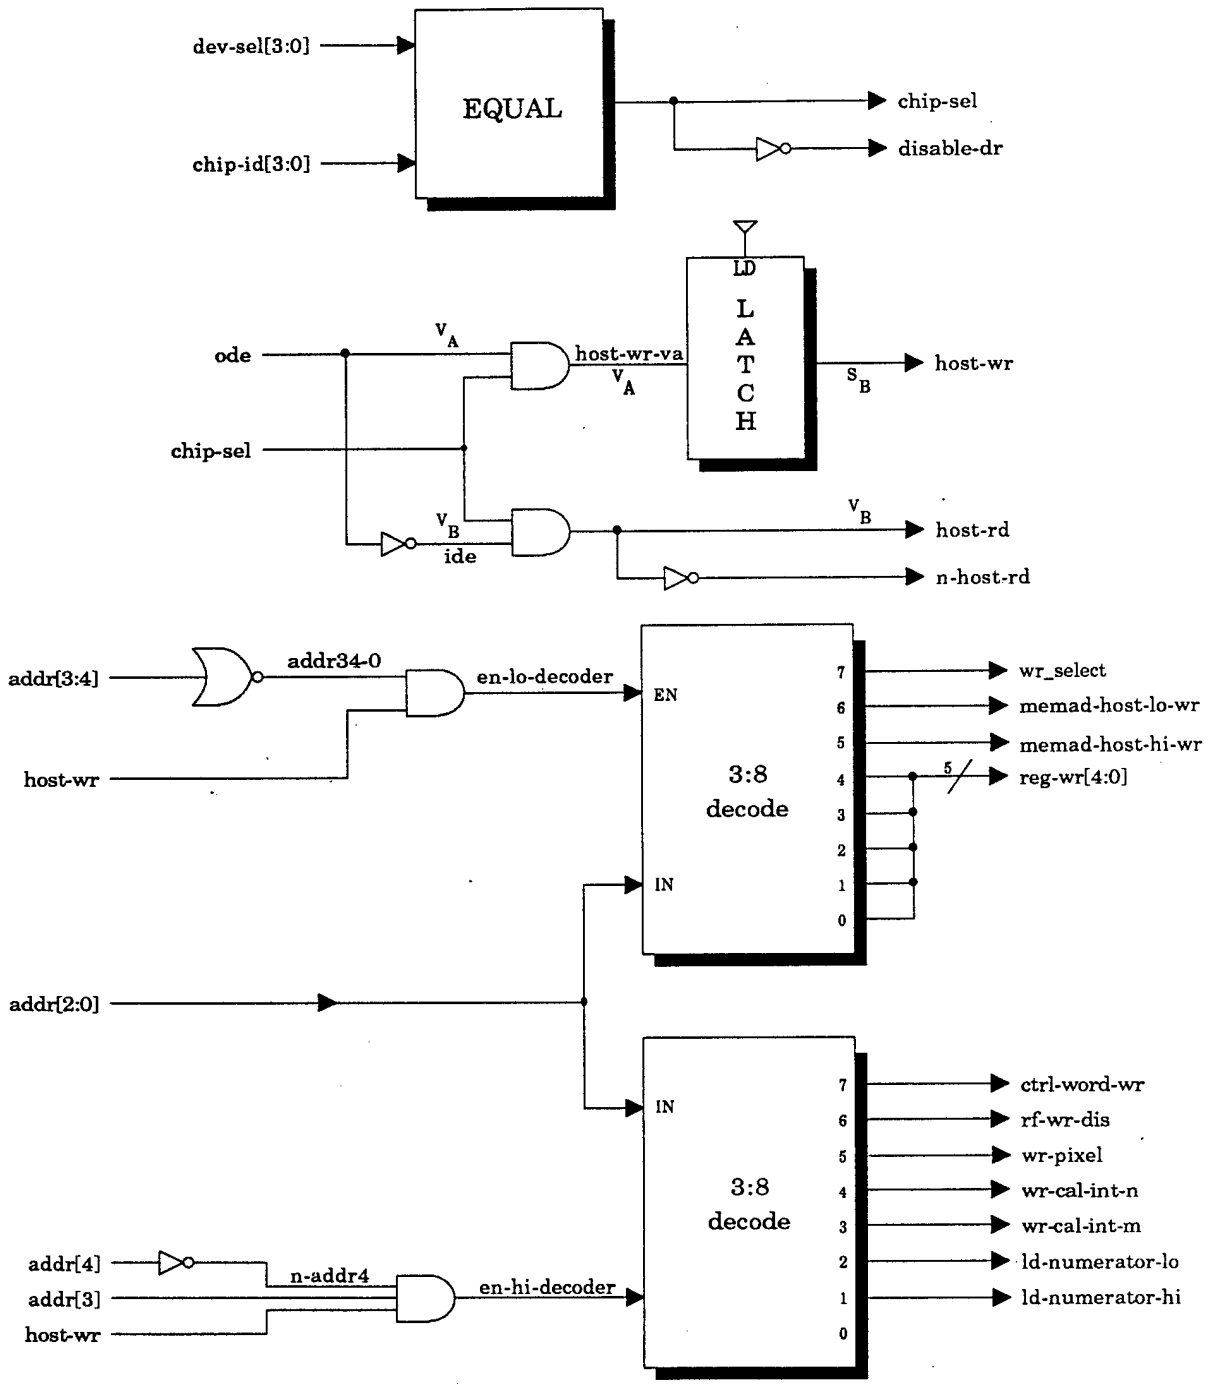 dev-sel[3:0]
EQUAL
chip-id[3:0]
chip-sel
disable-dr
LD
L
A
T
C
H
ode
V A
host-wr-va
V A
S B
host-wr
chip-sel
V B
ide
V B
host-rd
n-host-rd
addr[3:4]
addr34-0
en-lo-decoder
host-wr
EN
3:8
decode
IN
7
wr_select
6
memad-host-lo-wr
5
memad-host-hi-wr
4
5
reg-wr[4:0]
3
2
1
0
addr[2:0]
IN
3:8
decode
7
ctrl-word-wr
6
rf-wr-dis
5
wr-pixel
4
wr-cal-int-n
3
wr-cal-int-m
2
ld-numerator-lo
1
ld-numerator-hi
0
addr[4]
n-addr4
addr[3]
host-wr
en-hi-decoder